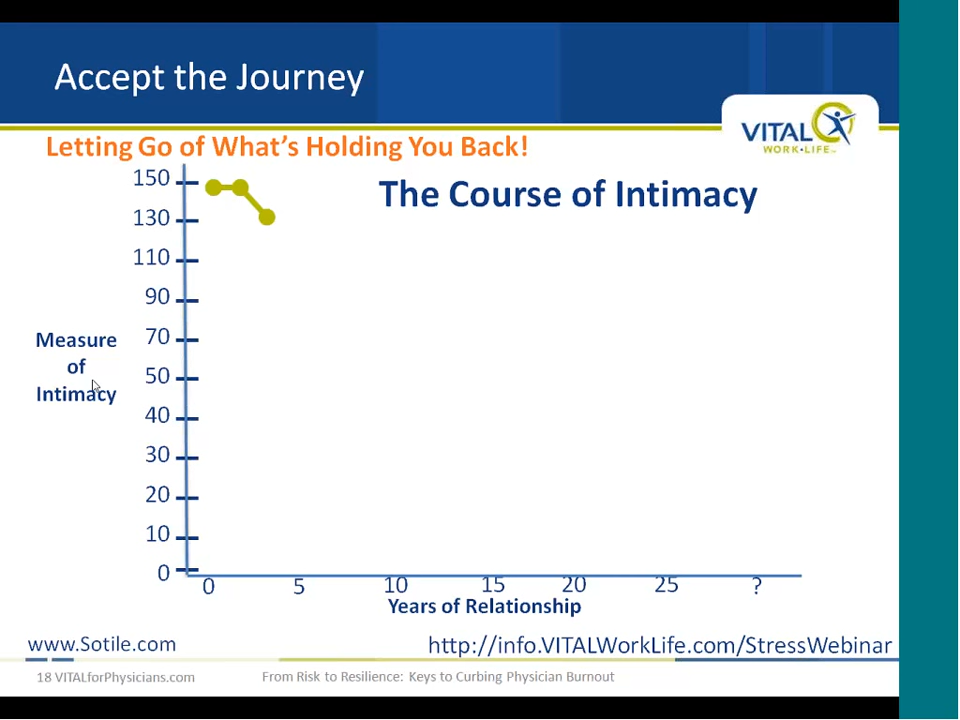 Accept the Journey
VITAL
WORK•LIFE™
Letting Go of What's Holding You Back!
The Course of Intimacy
150
130
110
90
70
50
40
30
20
10
0
Measure
of
Intimacy
0 5 10 15 20 25 ?
Years of Relationship
www.Sotile.com
http://info.VITALWorkLife.com/StressWebinar
18 VITALforPhysicians.com
From Risk to Resilience: Keys to Curbing Physician Burnout